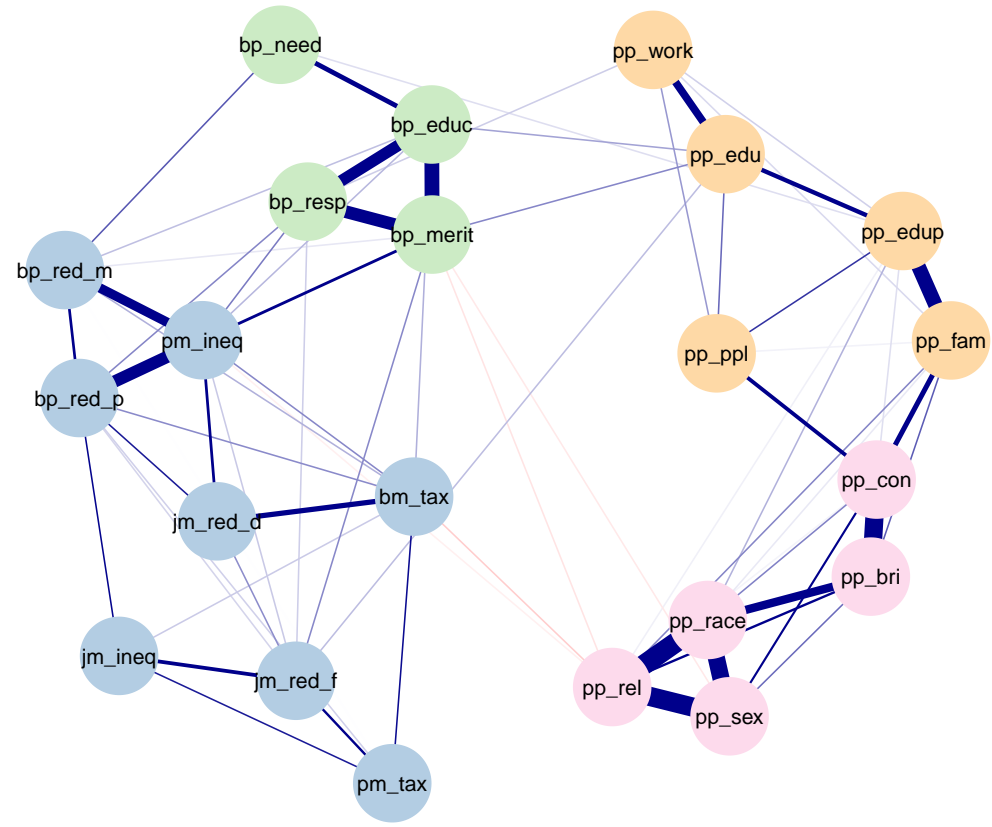 bp_need
pp_work
bp_educ
pp_edu
bp_resp
bp_merit
pp_edup
bp_red_m
pm_ineq
pp_ppl
pp_fam
bp_red_p
pp_con
bm_tax
jm_red_d
pp_bri
pp_race
jm_ineq
jm_red_f
pp_rel
pp_sex
pm_tax